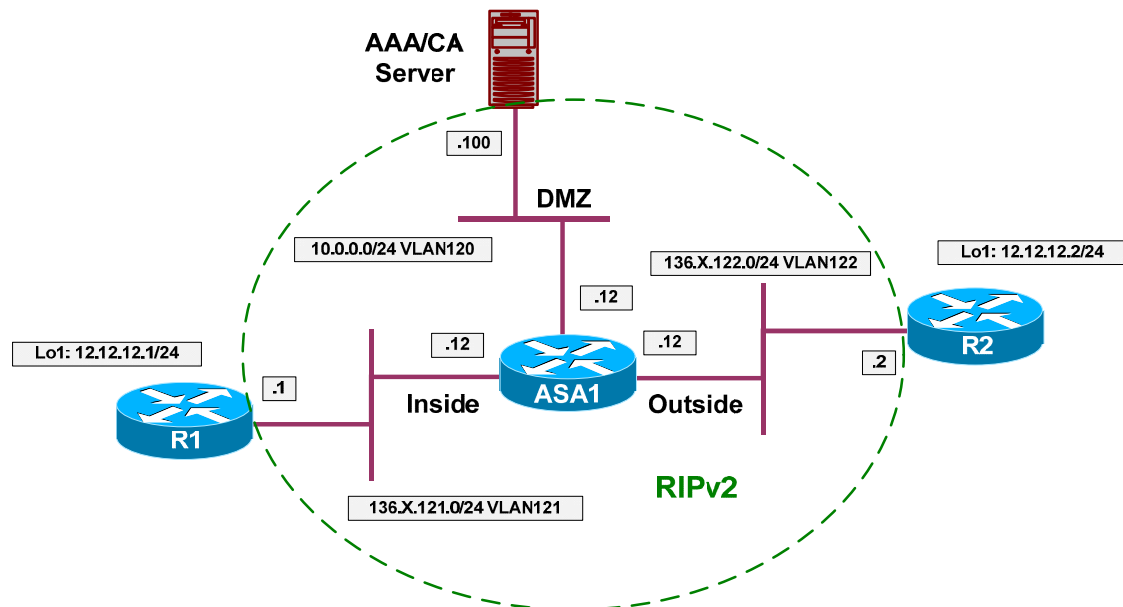 AAA/CA
Server
.100
DMZ
10.0.0.0/24 VLAN120
136.X.122.0/24 VLAN122
Lo1: 12.12.12.2/24
.12
R2
.2
Lo1: 12.12.12.1/24
.12
.12
.1
Inside
ASA1
Outside
R1
RIPv2
136.X.121.0/24 VLAN121